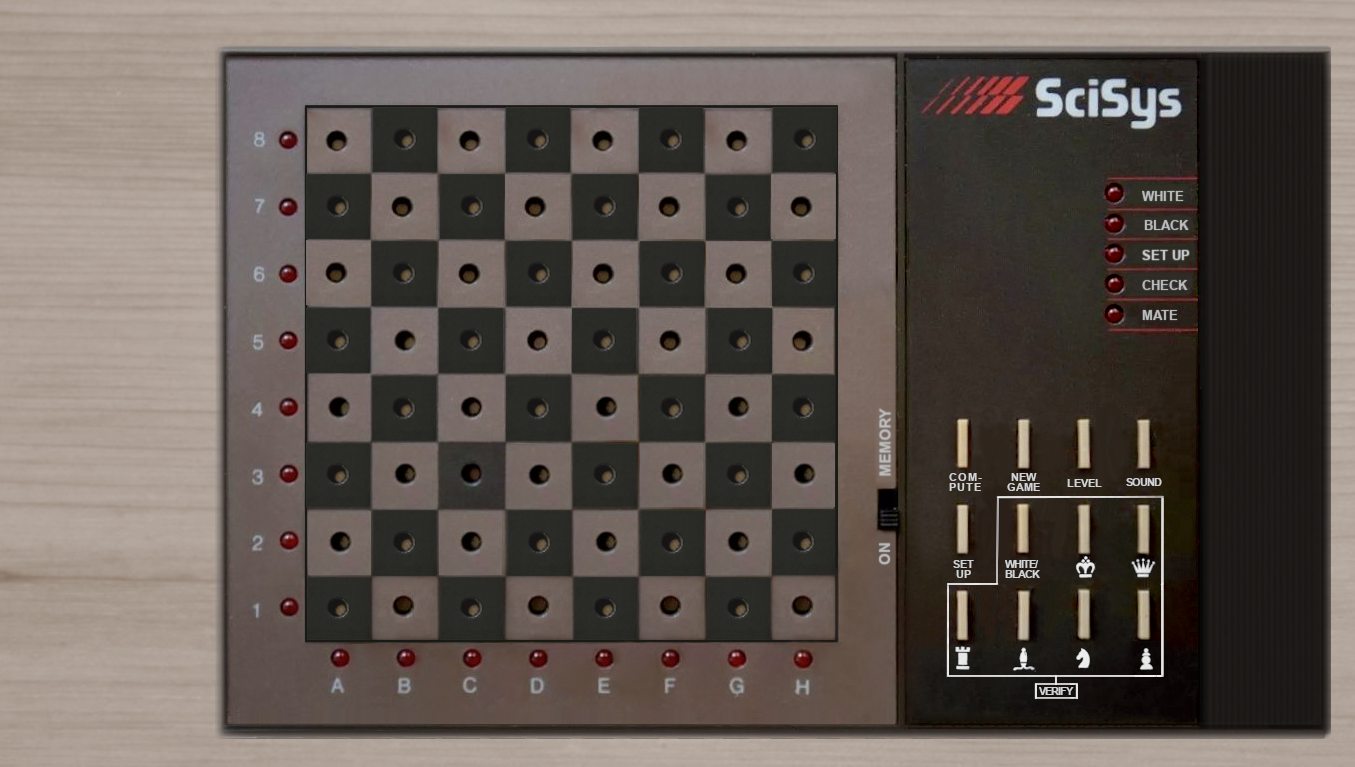 SciSys
8
7
6
5
4
3
2
1
A B C D E F G H
MEMORY
ON
WHITE
BLACK
SET UP
CHECK
MATE
COM-
PUTE
NEW
GAME
LEVEL
SOUND
SET
UP
WHITE/
BLACK
VERIFY